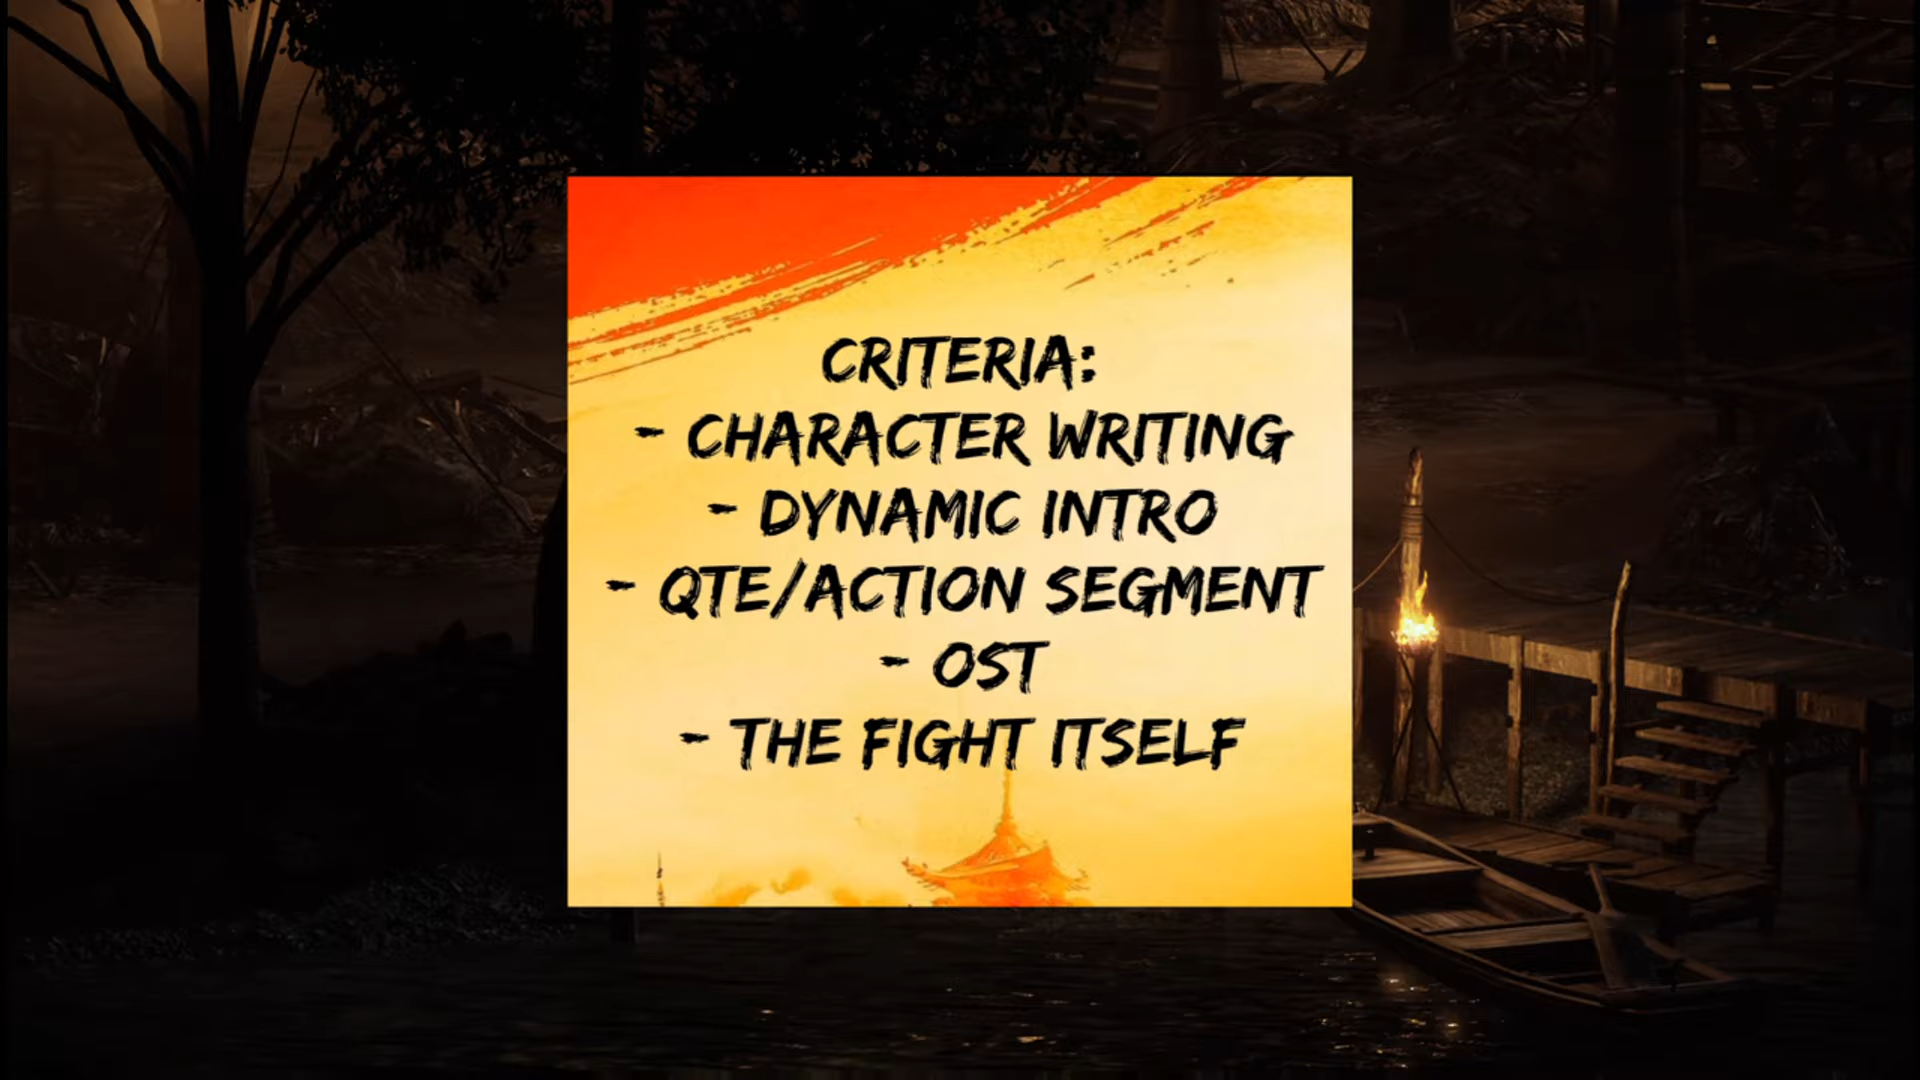 CRITERIA:
- CHARACTER WRITING
- DYNAMIC INTRO
- QTE/ACTION SEGMENT
- OST
- THE FIGHT ITSELF